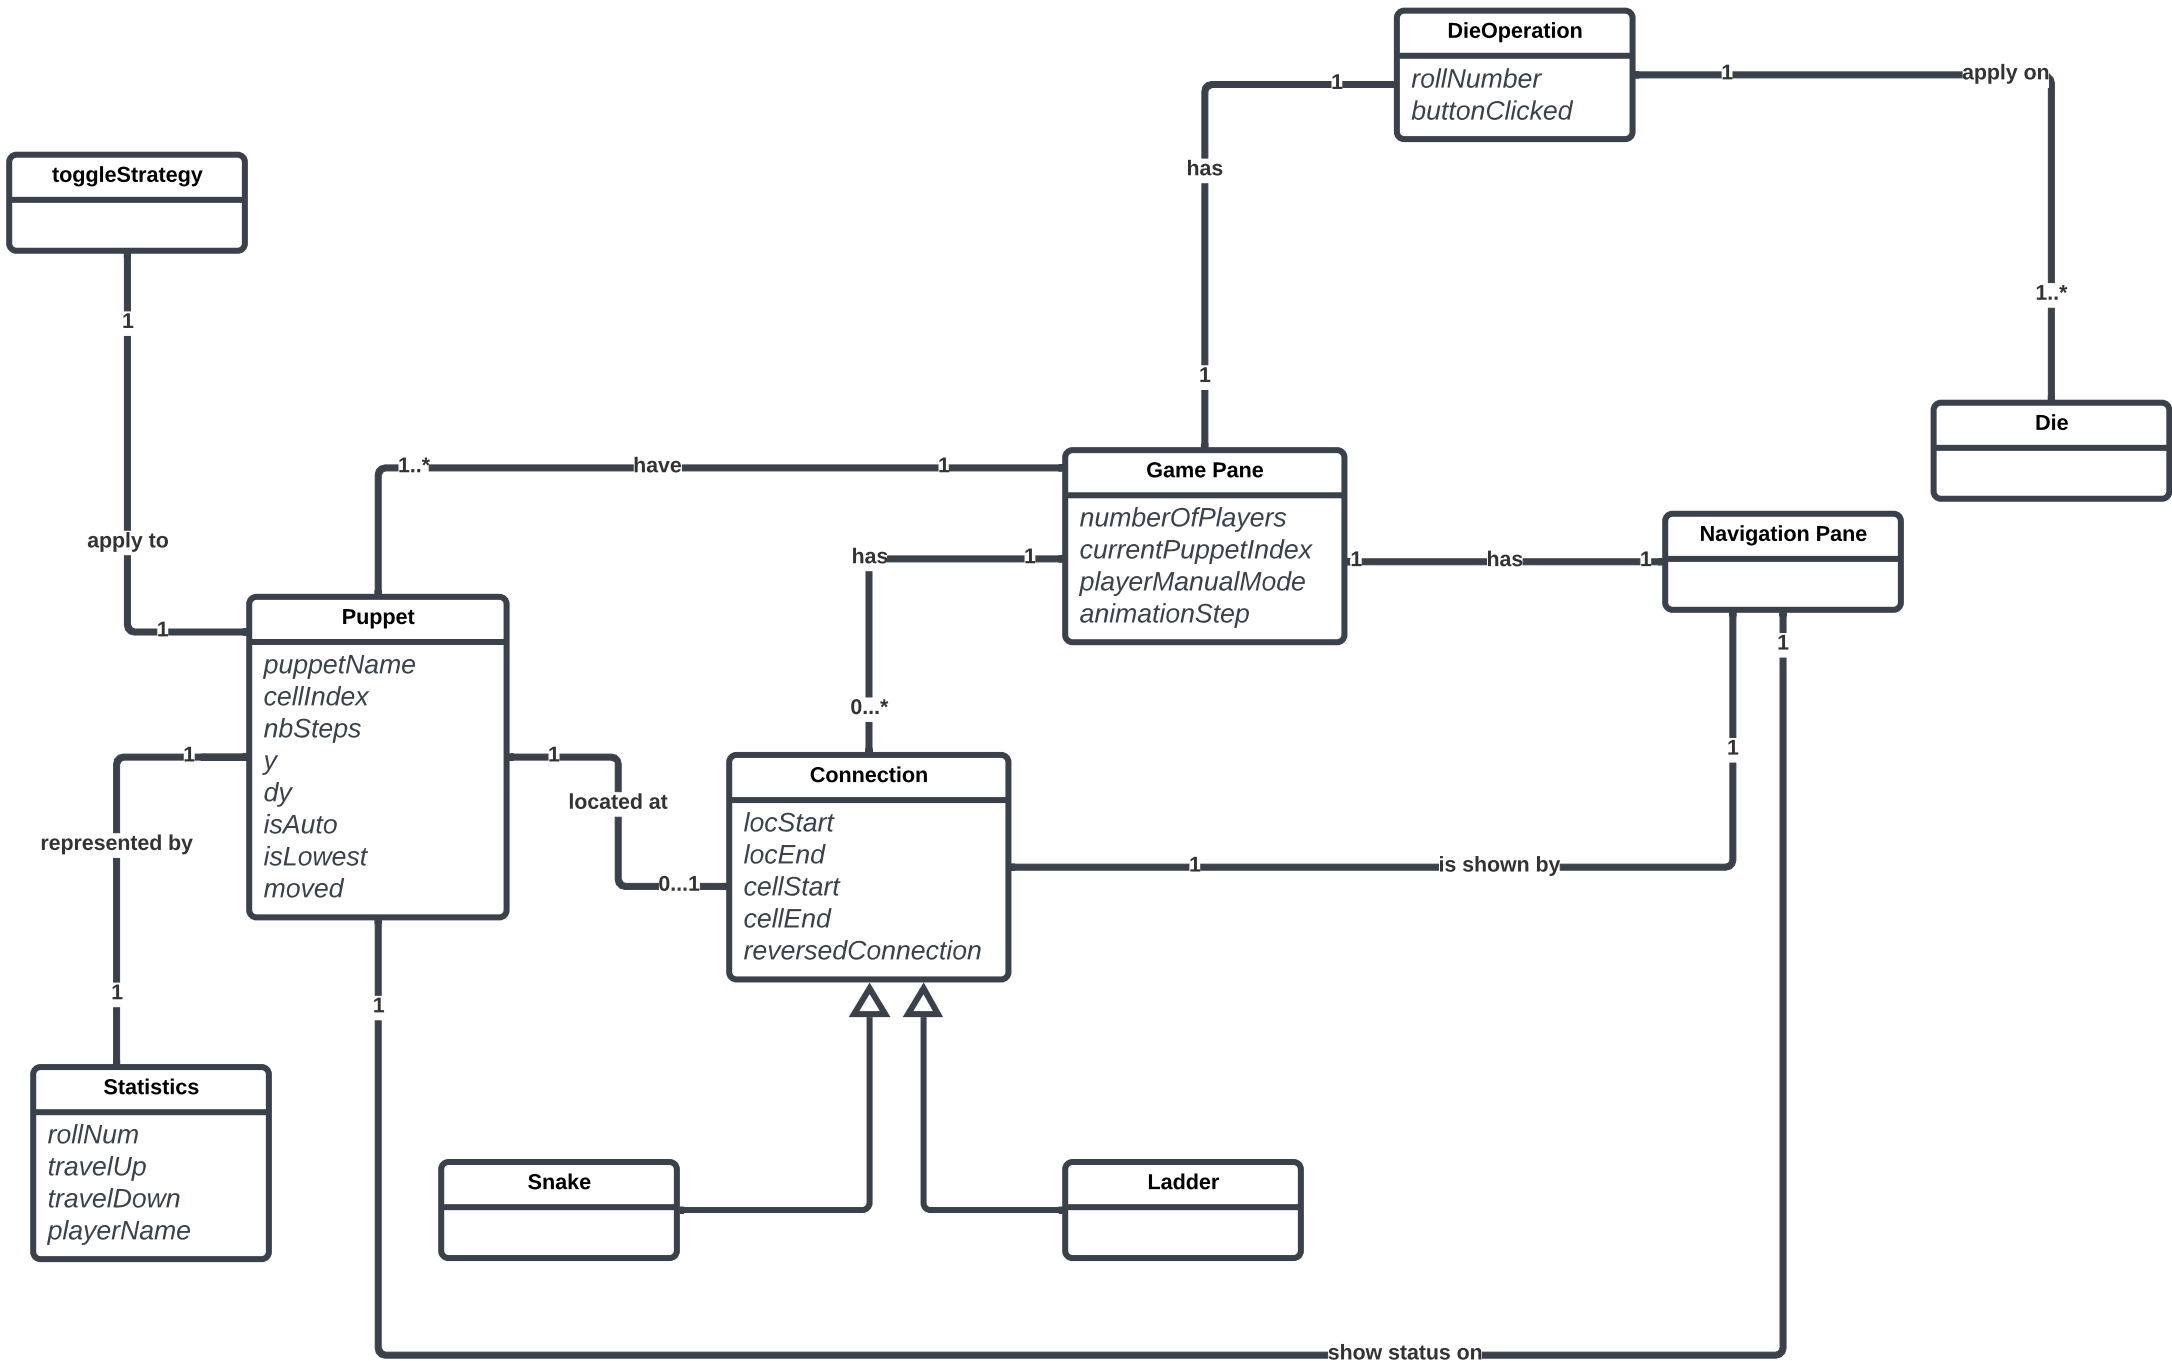 DieOperation
rollNumber
buttonClicked
1
1
apply on
has
toggleStrategy
1..*
1
1
Die
1..*
have
1
Game Pane
numberOfPlayers
currentPuppetIndex
playerManualMode
animationStep
Navigation Pane
apply to
has
1
1
has
1
Puppet
puppetName
cellIndex
nbSteps
y
dy
isAuto
isLowest
moved
1
1
0...*
1
1
1
located at
Connection
locStart
locEnd
cellStart
cellEnd
reversedConnection
represented by
0...1
1
is shown by
1
1
Statistics
rollNum
travelUp
travelDown
playerName
Snake
Ladder
show status on